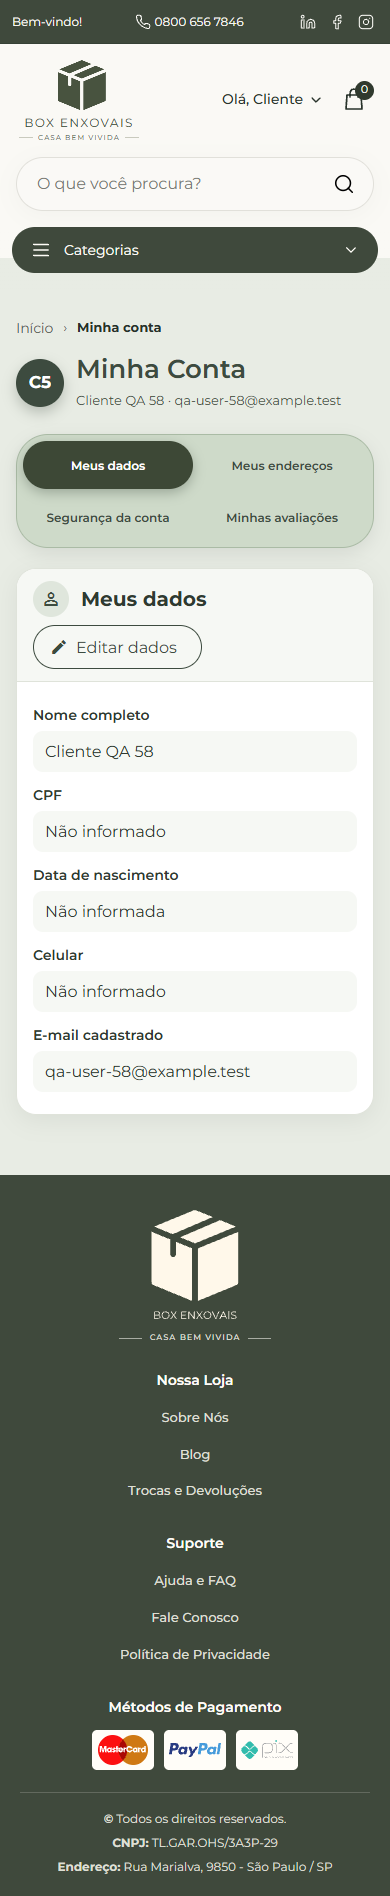 Bem-vindo!
0800 656 7846
BOX ENXOVAIS
CASA BEM VIVIDA
Olá, Cliente
0
O que você procura?
Categorias
Início › Minha conta
C5
Minha Conta
Cliente QA 58 · qa-user-58@example.test
Meus dados
Meus endereços
Segurança da conta
Minhas avaliações
Meus dados
Editar dados
Nome completo
Cliente QA 58
CPF
Não informado
Data de nascimento
Não informada
Celular
Não informado
E-mail cadastrado
qa-user-58@example.test
BOX ENXOVAIS
CASA BEM VIVIDA
Nossa Loja
Sobre Nós
Blog
Trocas e Devoluções
Suporte
Ajuda e FAQ
Fale Conosco
Política de Privacidade
Métodos de Pagamento
MasterCard
PayPal
pix
© Todos os direitos reservados.
CNPJ: TL.GAR.OHS/3A3P-29
Endereço: Rua Marialva, 9850 - São Paulo / SP